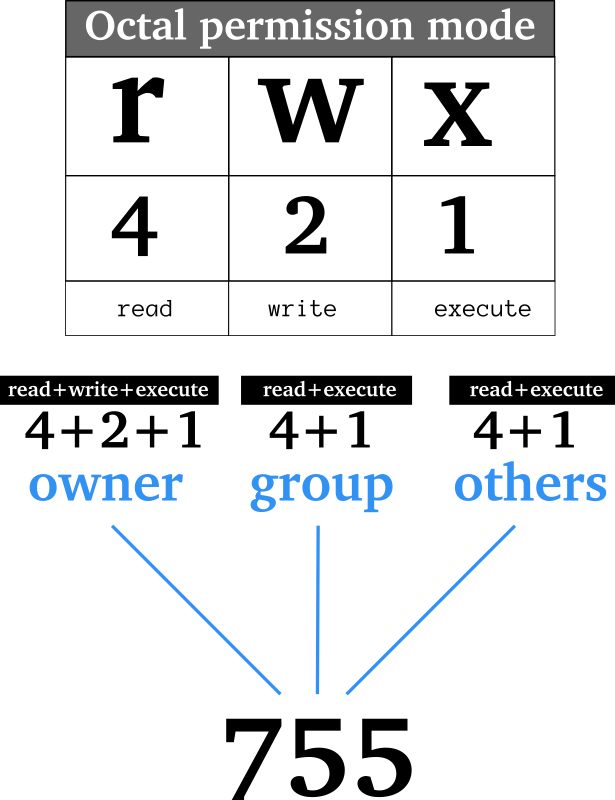 Octal permission mode
r w x
4 2 1
read write execute
read+write+execute read+execute read+execute
4+2+1 4+1 4+1
owner group others
755